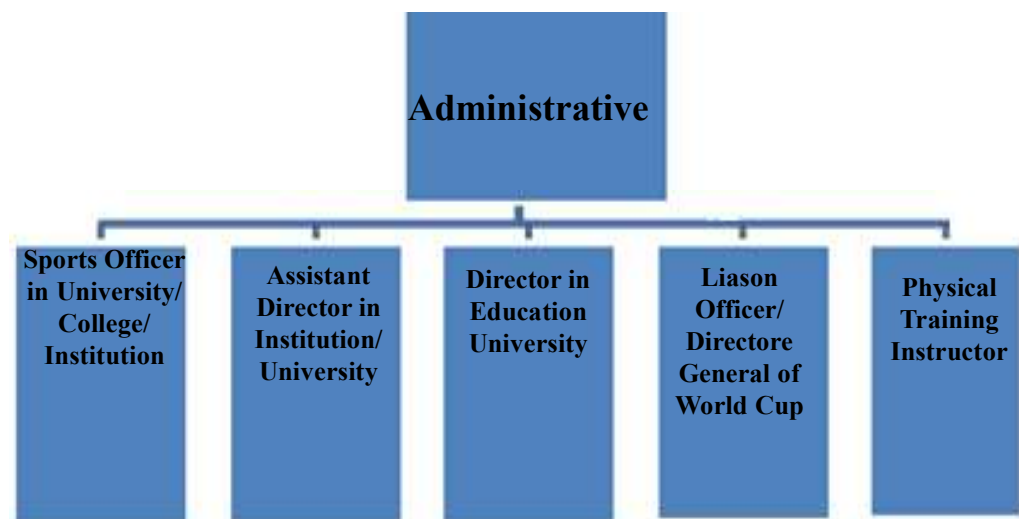 Administrative
Sports Officer
in University/
College/
Institution
Assistant
Director in
Institution/
University
Director in
Education
University
Liason
Officer/
Directore
General of
World Cup
Physical
Training
Instructor